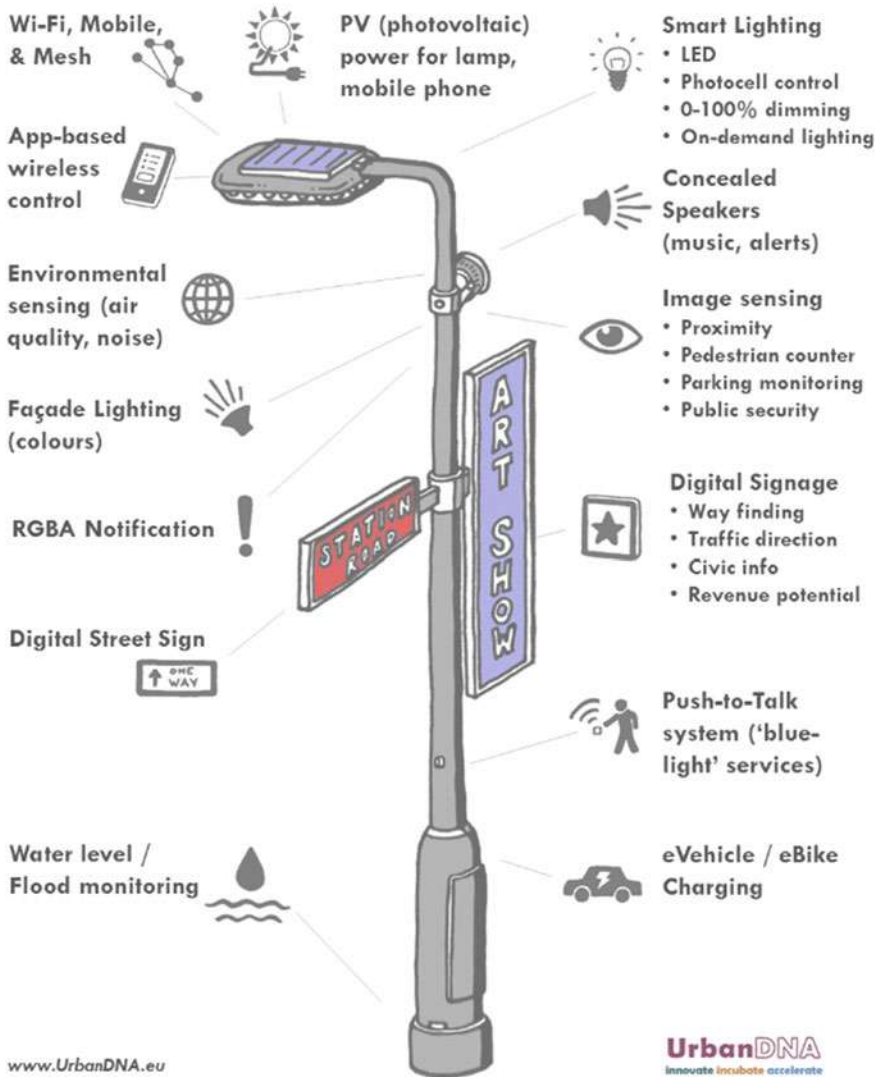 Wi-Fi, Mobile,
& Mesh
PV (photovoltaic)
power for lamp,
mobile phone
Smart Lighting
• LED
• Photocell control
• 0-100% dimming
• On-demand lighting
App-based
wireless
control
Concealed
Speakers
(music, alerts)
Environmental
sensing (air
quality, noise)
Image sensing
• Proximity
• Pedestrian counter
• Parking monitoring
• Public security
Façade Lighting
(colours)
ART SHOW
RGBA Notification
!
STATION
ROAD
Digital Signage
• Way finding
• Traffic direction
• Civic info
• Revenue potential
Digital Street Sign
ONE
WAY
Push-to-Talk
system (‘blue-
light’ services)
Water level /
Flood monitoring
eVehicle / eBike
Charging
www.UrbanDNA.eu
UrbanDNA
innovate incubate accelerate